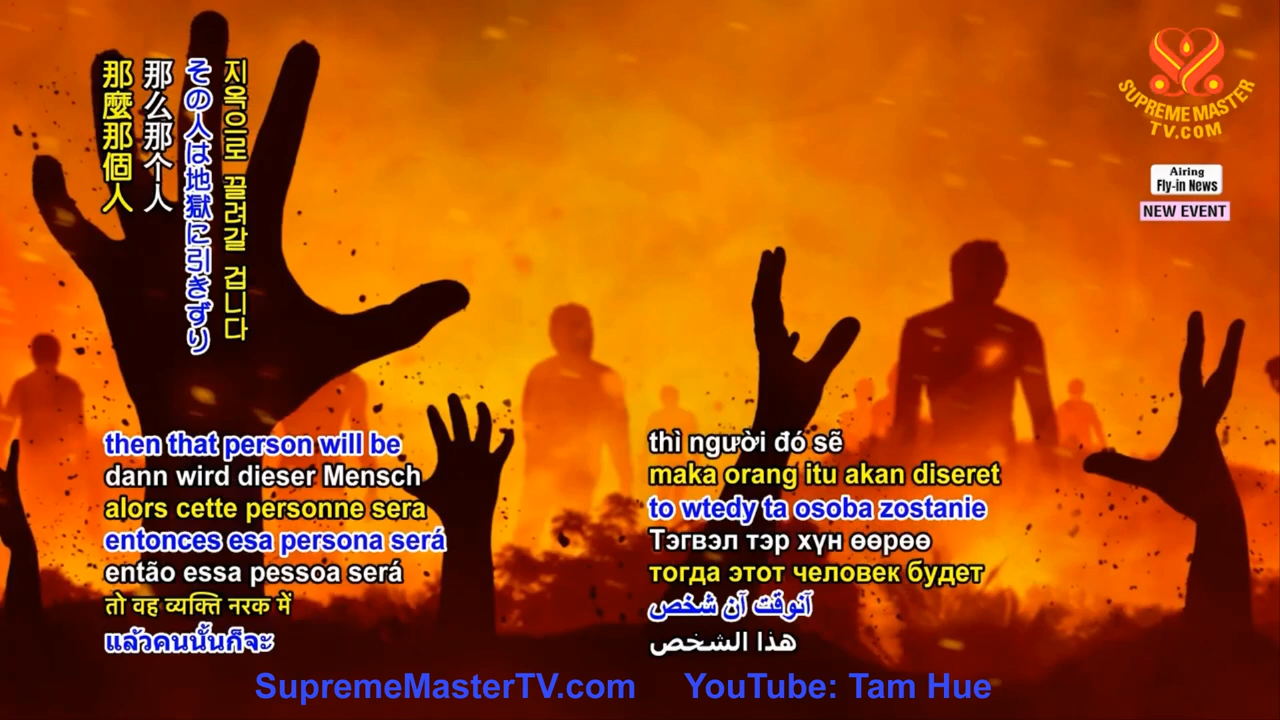 那麼那個人
那么那个人
その人は地獄に引きずり
지옥으로 끌려갈 겁니다
SUPREME MASTER
TV.COM
Airing
Fly-in News
NEW EVENT
then that person will be
dann wird dieser Mensch
alors cette personne sera
entonces esa persona será
então essa pessoa será
तो वह व्यक्ति नरक में
แล้วคนนั้นก็จะ
thì người đó sẽ
maka orang itu akan diseret
to wtedy ta osoba zostanie
Тэгвэл тэр хүн өөрөө
тогда этот человек будет
آنوقت آن شخص
هذا الشخص
SupremeMasterTV.com YouTube: Tam Hue